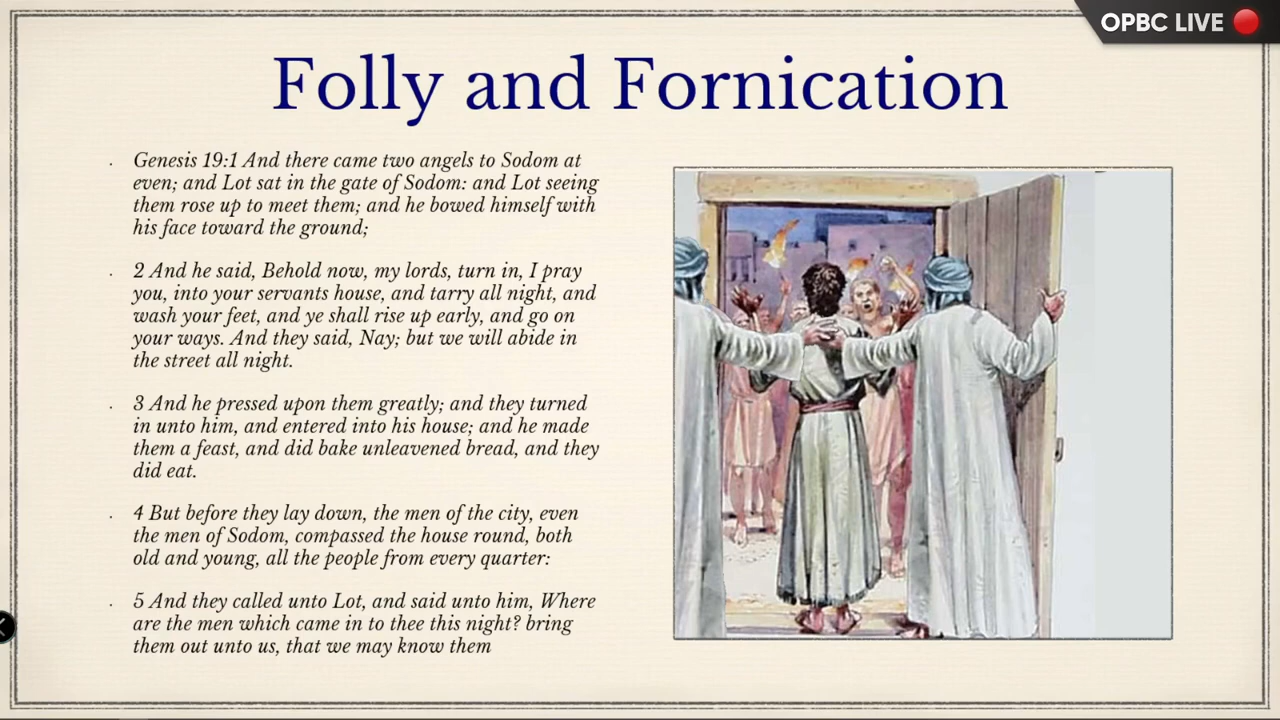 OPBC LIVE
Folly and Fornication
Genesis 19:1 And there came two angels to Sodom at
even; and Lot sat in the gate of Sodom: and Lot seeing
them rose up to meet them; and he bowed himself with
his face toward the ground;
2 And he said, Behold now, my lords, turn in, I pray
you, into your servants house, and tarry all night, and
wash your feet, and ye shall rise up early, and go on
your ways. And they said, Nay; but we will abide in
the street all night.
3 And he pressed upon them greatly; and they turned
in unto him, and entered into his house; and he made
them a feast, and did bake unleavened bread, and they
did eat.
4 But before they lay down, the men of the city, even
the men of Sodom, compassed the house round, both
old and young, all the people from every quarter:
5 And they called unto Lot, and said unto him, Where
are the men which came in to thee this night? bring
them out unto us, that we may know them